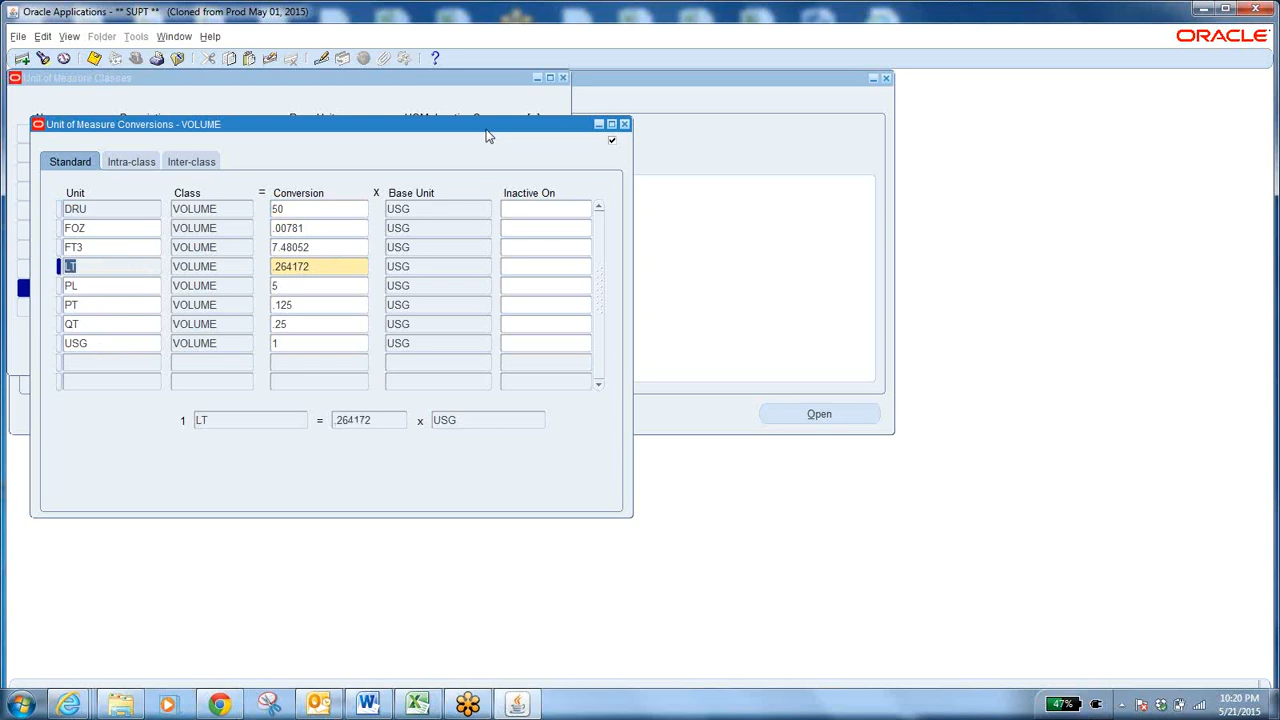 Oracle Applications - ** SUPT ** (Cloned from Prod May 01, 2015)
File Edit View Folder Tools Window Help
ORACLE
Unit of Measure Classes
Unit of Measure Conversions - VOLUME
Standard Intra-class Inter-class
Unit Class = Conversion x Base Unit Inactive On
DRU VOLUME 50 USG
FOZ VOLUME .00781 USG
FT3 VOLUME 7.48052 USG
LT VOLUME .264172 USG
PL VOLUME 5 USG
PT VOLUME .125 USG
QT VOLUME .25 USG
USG VOLUME 1 USG
1 LT = .264172 x USG
Open
47%
10:20 PM
5/21/2015